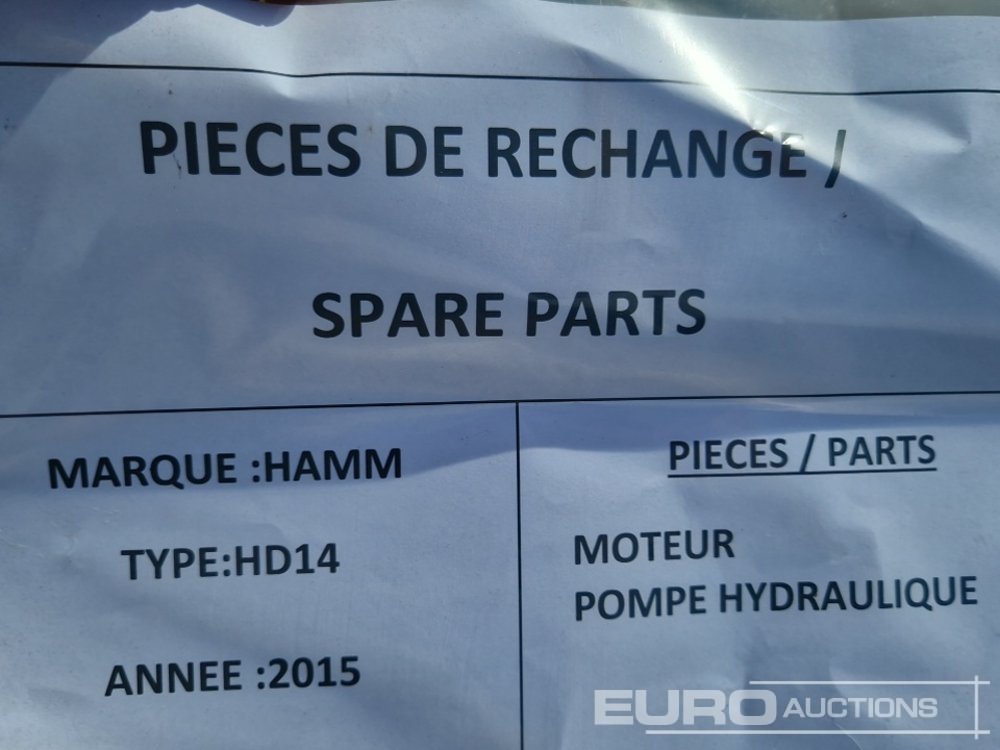 PIECES DE RECHANGE /
SPARE PARTS
MARQUE :HAMM
TYPE:HD14
ANNEE :2015
PIECES / PARTS
MOTEUR
POMPE HYDRAULIQUE
EURO AUCTIONS